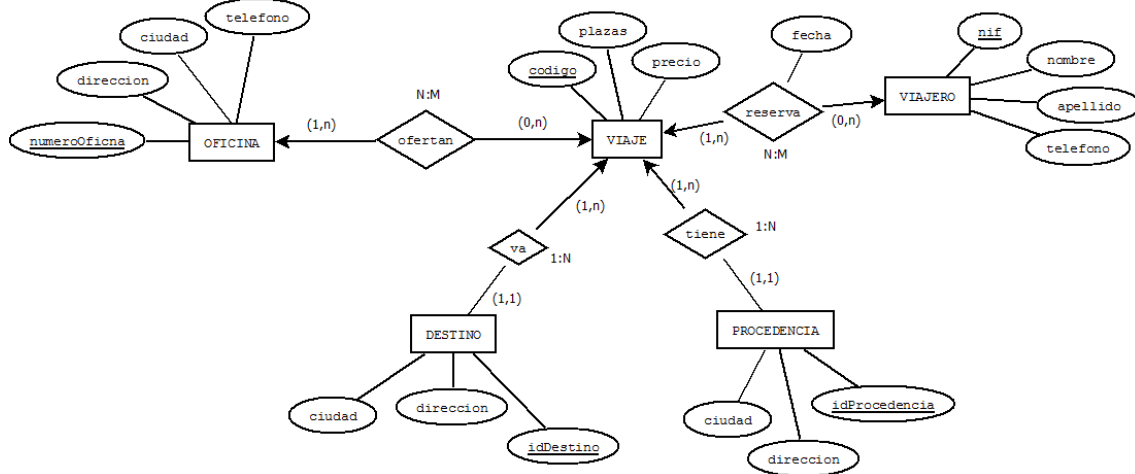 telefono
ciudad
direccion
numeroOficna
OFICINA
(1,n)
N:M
ofertan
(0,n)
plazas
codigo
precio
VIAJE
fecha
reserva
(1,n)
(0,n)
N:M
nif
nombre
VIAJERO
apellido
telefono
(1,n)
va
1:N
(1,1)
DESTINO
ciudad
direccion
idDestino
(1,n)
tiene
1:N
(1,1)
PROCEDENCIA
idProcedencia
ciudad
direccion